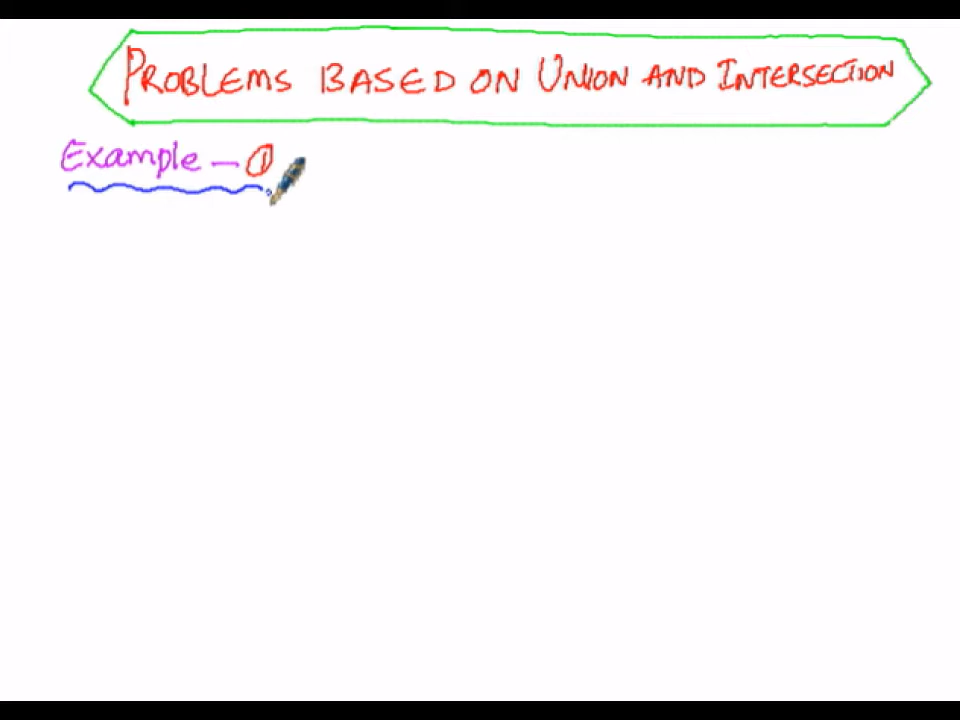 PROBLEMS BASED ON UNION AND INTERSECTION
Example - ①